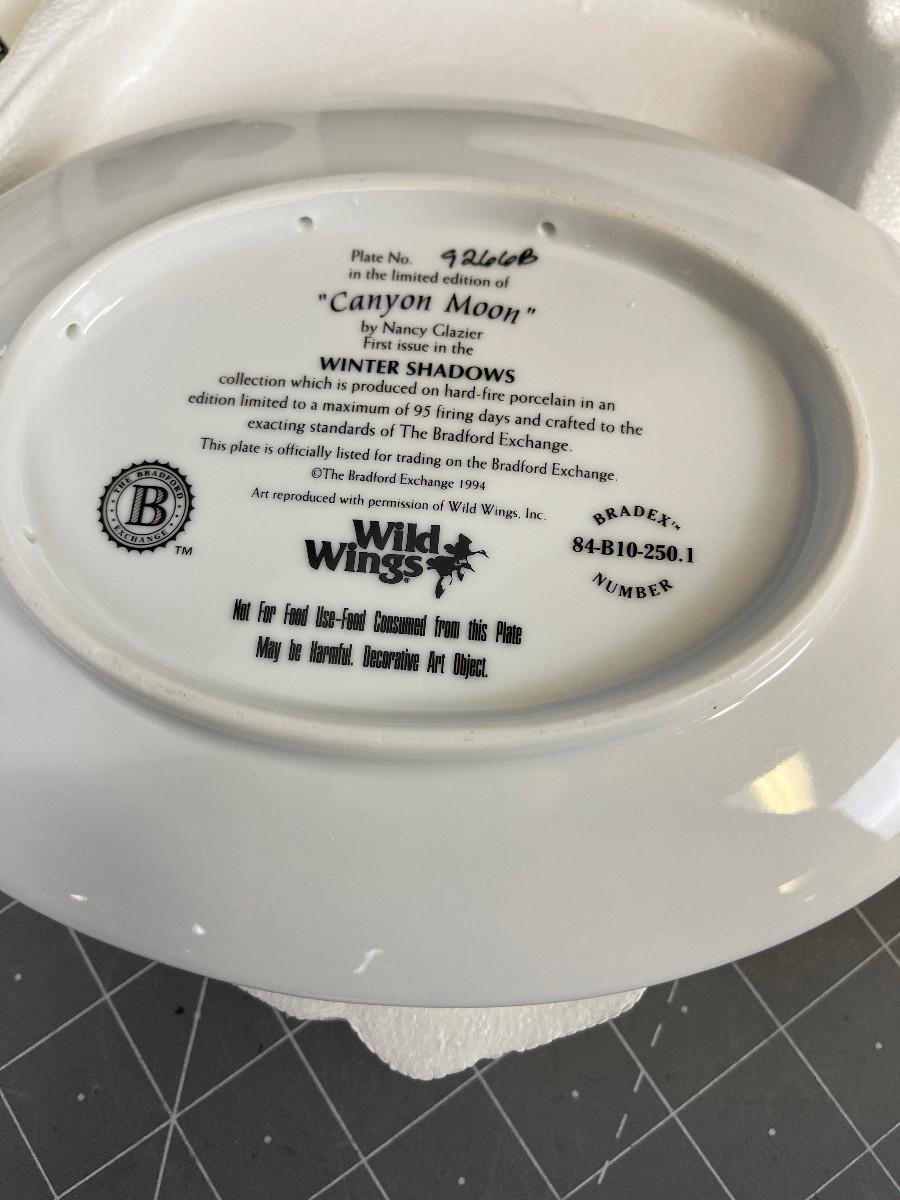 Plate No. 9266B
in the limited edition of
"Canyon Moon"
by Nancy Glazier
First issue in the
WINTER SHADOWS
collection which is produced on hard-fire porcelain in an
edition limited to a maximum of 95 firing days and crafted to the
exacting standards of The Bradford Exchange.
This plate is officially listed for trading on the Bradford Exchange.
©The Bradford Exchange 1994
Art reproduced with permission of Wild Wings, Inc.
THE BRADFORD
B
EXCHANGE
TM
Wild
Wings®
BRADEX™
84-B10-250.1
NUMBER
Not For Food Use-Food Consumed from this Plate
May be Harmful. Decorative Art Object.